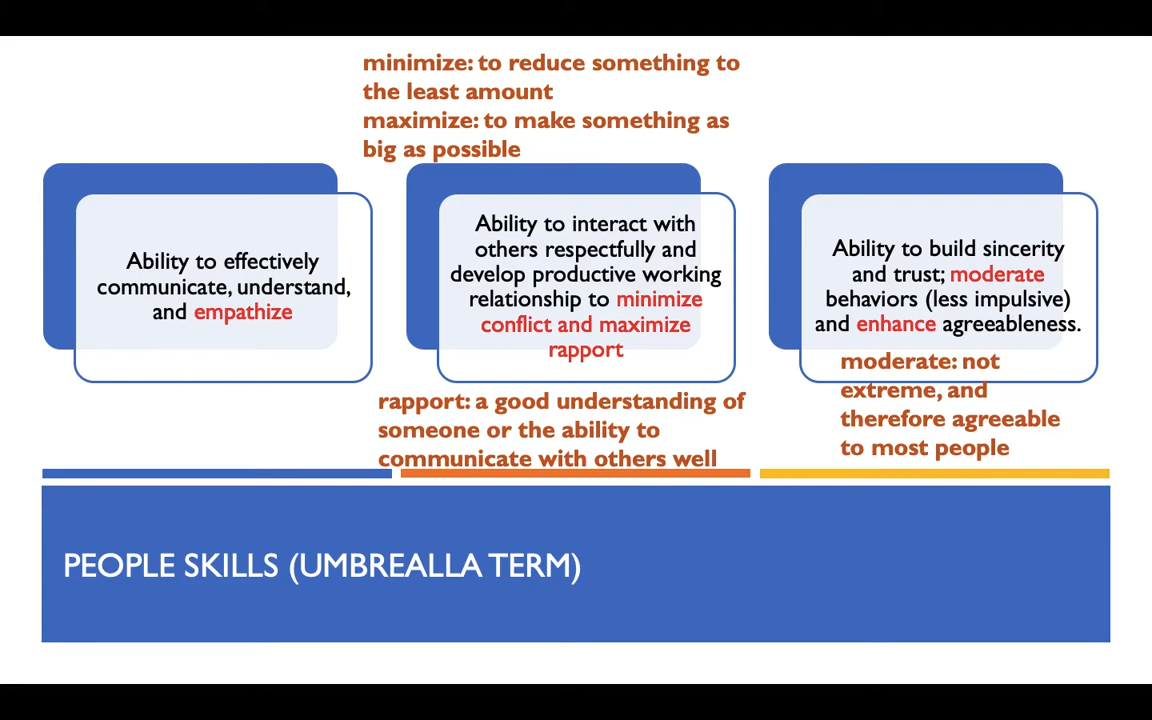 minimize: to reduce something to
the least amount
maximize: to make something as
big as possible
Ability to effectively
communicate, understand,
and empathize
Ability to interact with
others respectfully and
develop productive working
relationship to minimize
conflict and maximize
rapport
Ability to build sincerity
and trust; moderate
behaviors (less impulsive)
and enhance agreeableness.
rapport: a good understanding of
someone or the ability to
communicate with others well
moderate: not
extreme, and
therefore agreeable
to most people
PEOPLE SKILLS (UMBREALLA TERM)